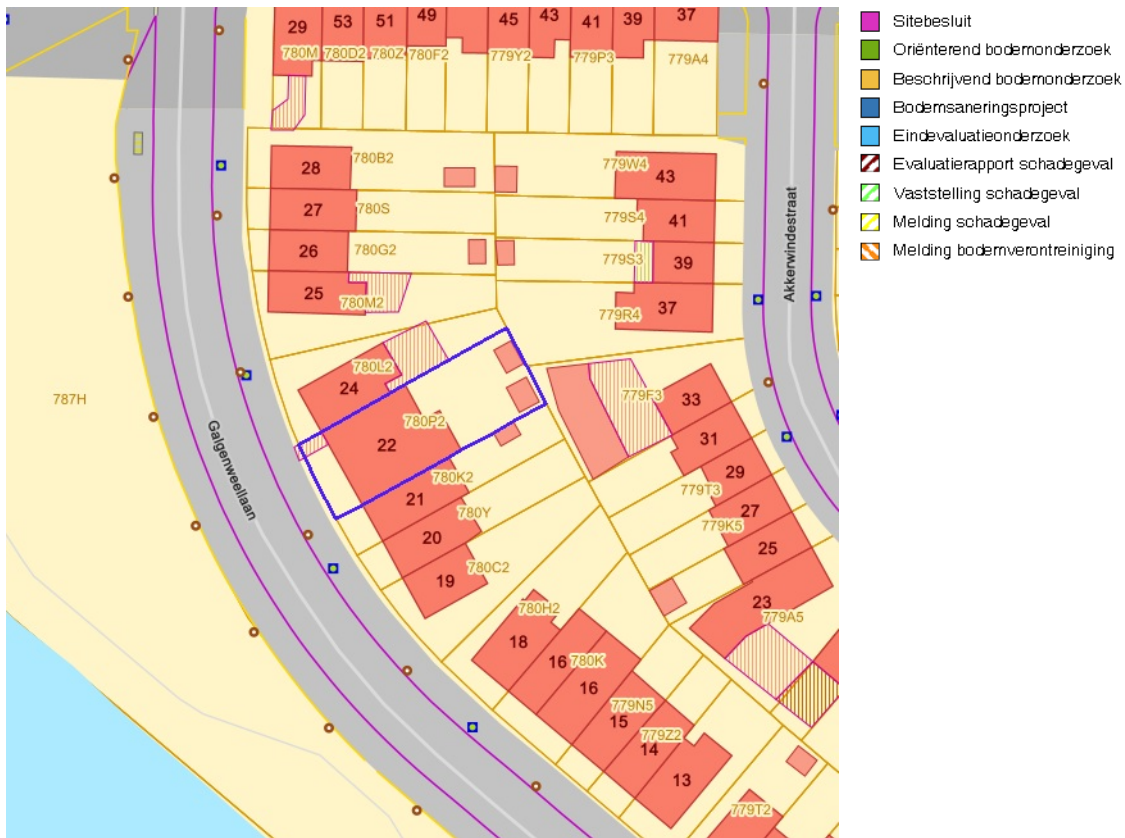 29
53
51
49
45
43
41
39
37
780M
780D2
780Z
780F2
779Y2
779P3
779A4
28
780B2
27
780S
26
780G2
25
780M2
779W4
43
779S4
41
779S3
39
779R4
37
Akkerwindestraat
24
780L2
780P2
22
780K2
21
780Y
20
780C2
19
787H
Galgenweellaan
779F3
33
31
29
779T3
27
779K5
25
23
779A5
780H2
18
16
780K
16
779N5
15
779Z2
14
13
779T2
Sitebesluit
Oriënterend bodemonderzoek
Beschrijvend bodemonderzoek
Bodemsaneringsproject
Eindevaluatieonderzoek
Evaluatierapport schadegeval
Vaststelling schadegeval
Melding schadegeval
Melding bodemverontreiniging